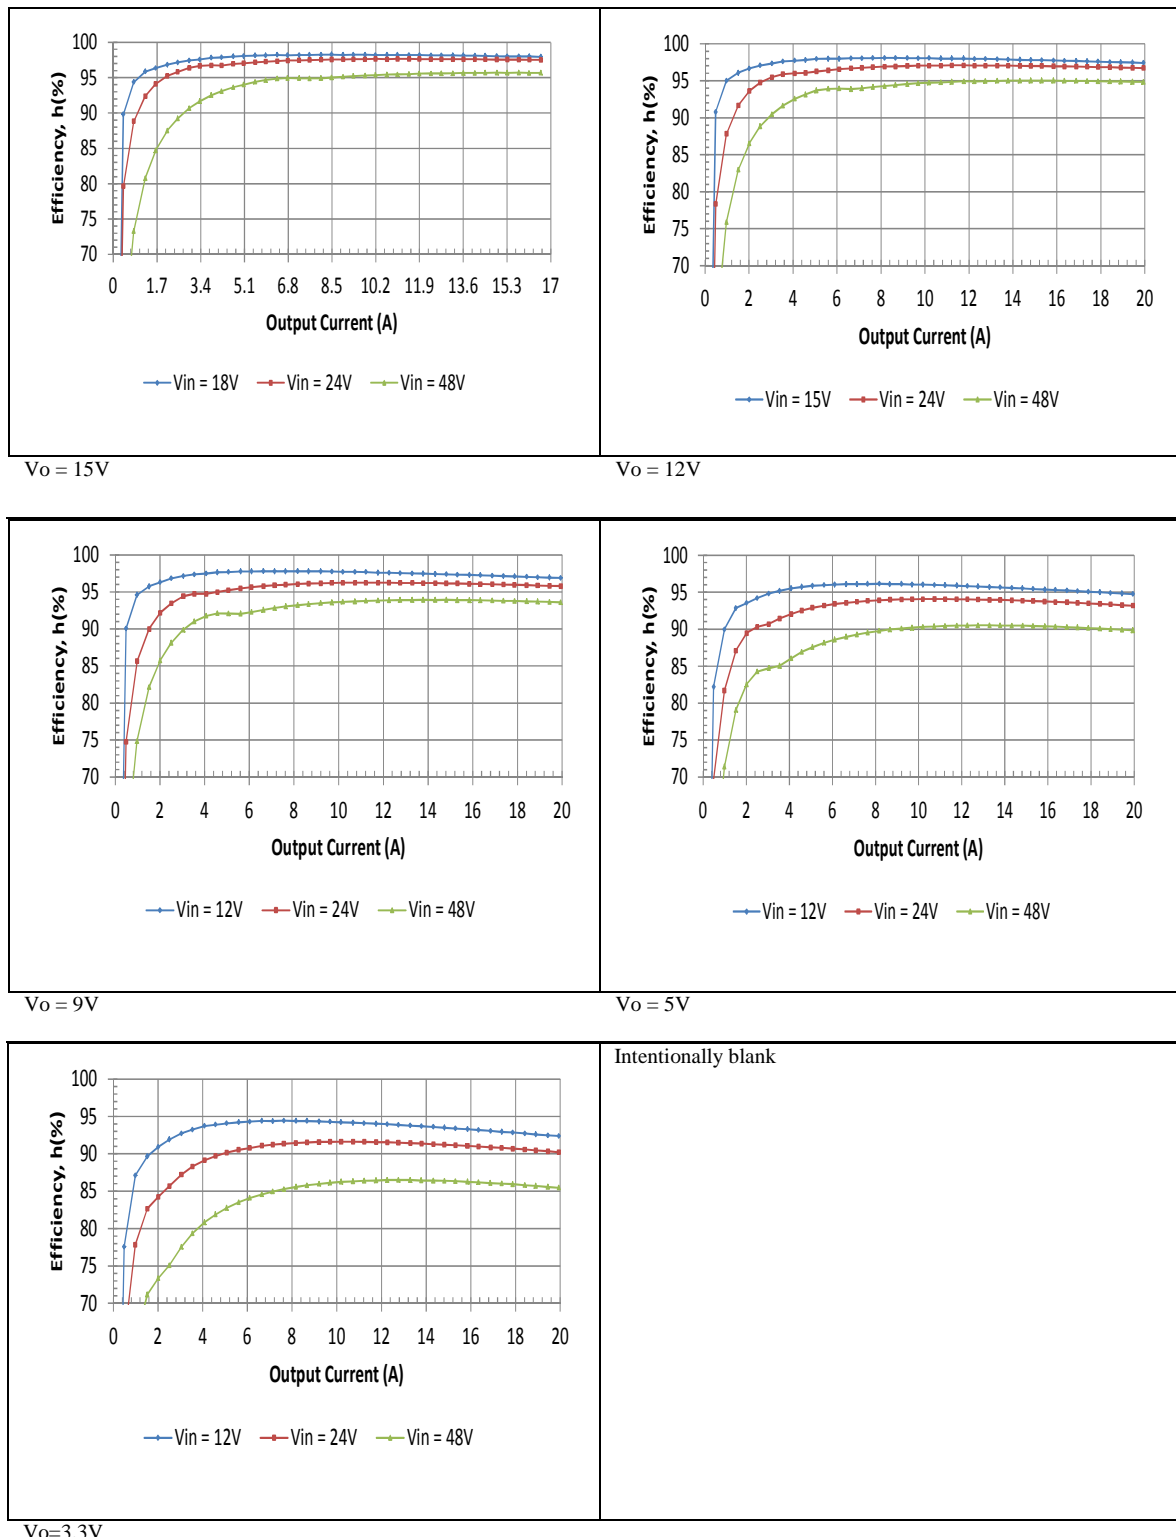 100
95
90
85
80
75
70
Efficiency, h(%)
0 1.7 3.4 5.1 6.8 8.5 10.2 11.9 13.6 15.3 17
Output Current (A)
Vin = 18V Vin = 24V Vin = 48V
Vo = 15V
100
95
90
85
80
75
70
Efficiency, h(%)
0 2 4 6 8 10 12 14 16 18 20
Output Current (A)
Vin = 15V Vin = 24V Vin = 48V
Vo = 12V
100
95
90
85
80
75
70
Efficiency, h(%)
0 2 4 6 8 10 12 14 16 18 20
Output Current (A)
Vin = 12V Vin = 24V Vin = 48V
Vo = 9V
100
95
90
85
80
75
70
Efficiency, h(%)
0 2 4 6 8 10 12 14 16 18 20
Output Current (A)
Vin = 12V Vin = 24V Vin = 48V
Vo = 5V
100
95
90
85
80
75
70
Efficiency, h(%)
0 2 4 6 8 10 12 14 16 18 20
Output Current (A)
Vin = 12V Vin = 24V Vin = 48V
Vo=3.3V
Intentionally blank